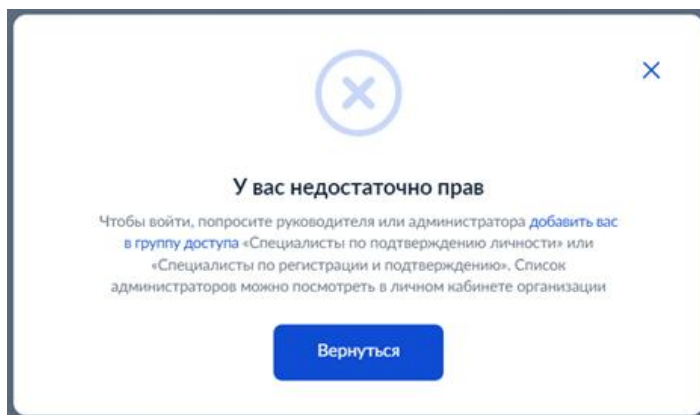 У вас недостаточно прав
Чтобы войти, попросите руководителя или администратора добавить вас
в группу доступа «Специалисты по подтверждению личности» или
«Специалисты по регистрации и подтверждению». Список
администраторов можно посмотреть в личном кабинете организации
Вернуться